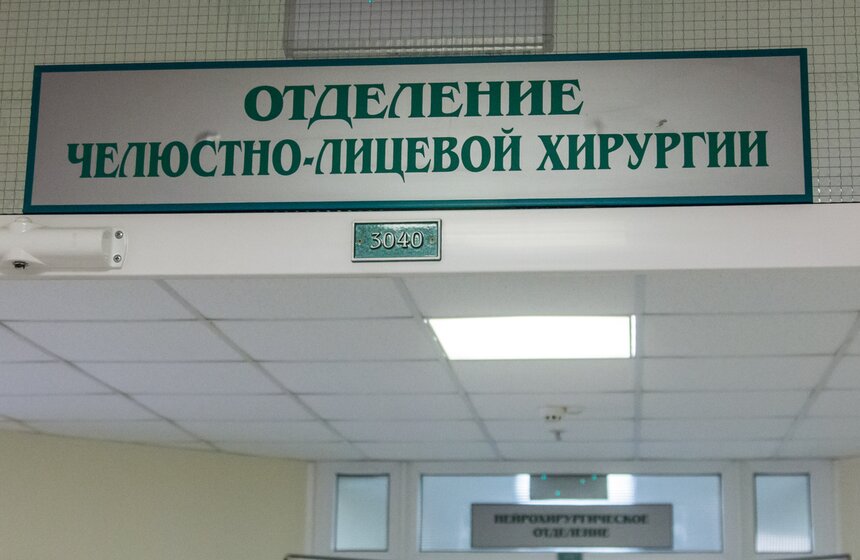 ОТДЕЛЕНИЕ
ЧЕЛЮСТНО-ЛИЦЕВОЙ ХИРУРГИИ
3040
НЕЙРОХИРУРГИЧЕСКОЕ
ОТДЕЛЕНИЕ